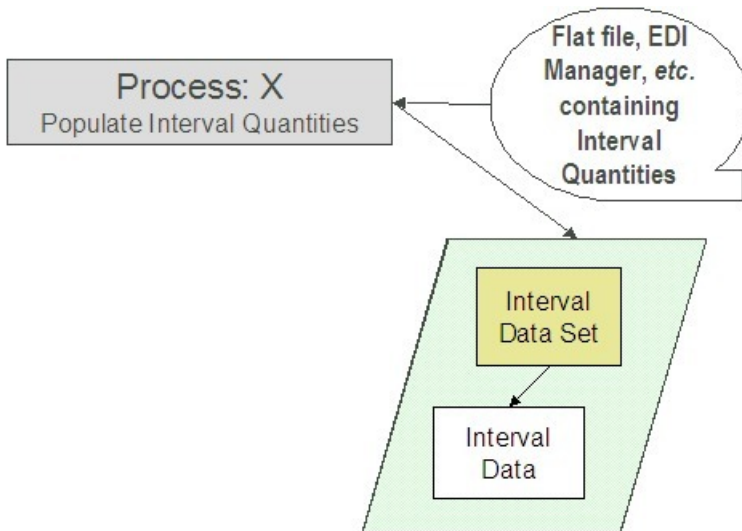 Process: X
Populate Interval Quantities
Flat file, EDI
Manager, etc.
containing
Interval
Quantities
Interval
Data Set
Interval
Data